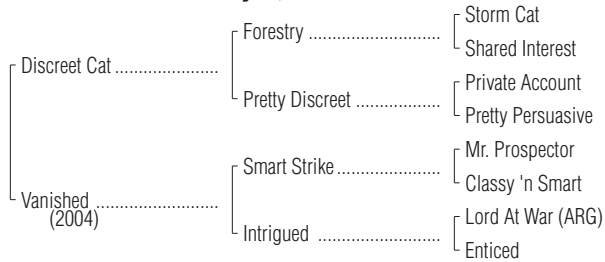 Storm Cat
Forestry ..............................
Shared Interest
Discreet Cat .......................
Private Account
Pretty Discreet ...................
Pretty Persuasive
Mr. Prospector
Smart Strike .......................
Classy 'n Smart
Vanished ...........................
(2004)
Lord At War (ARG)
Intrigued ...........................
Enticed